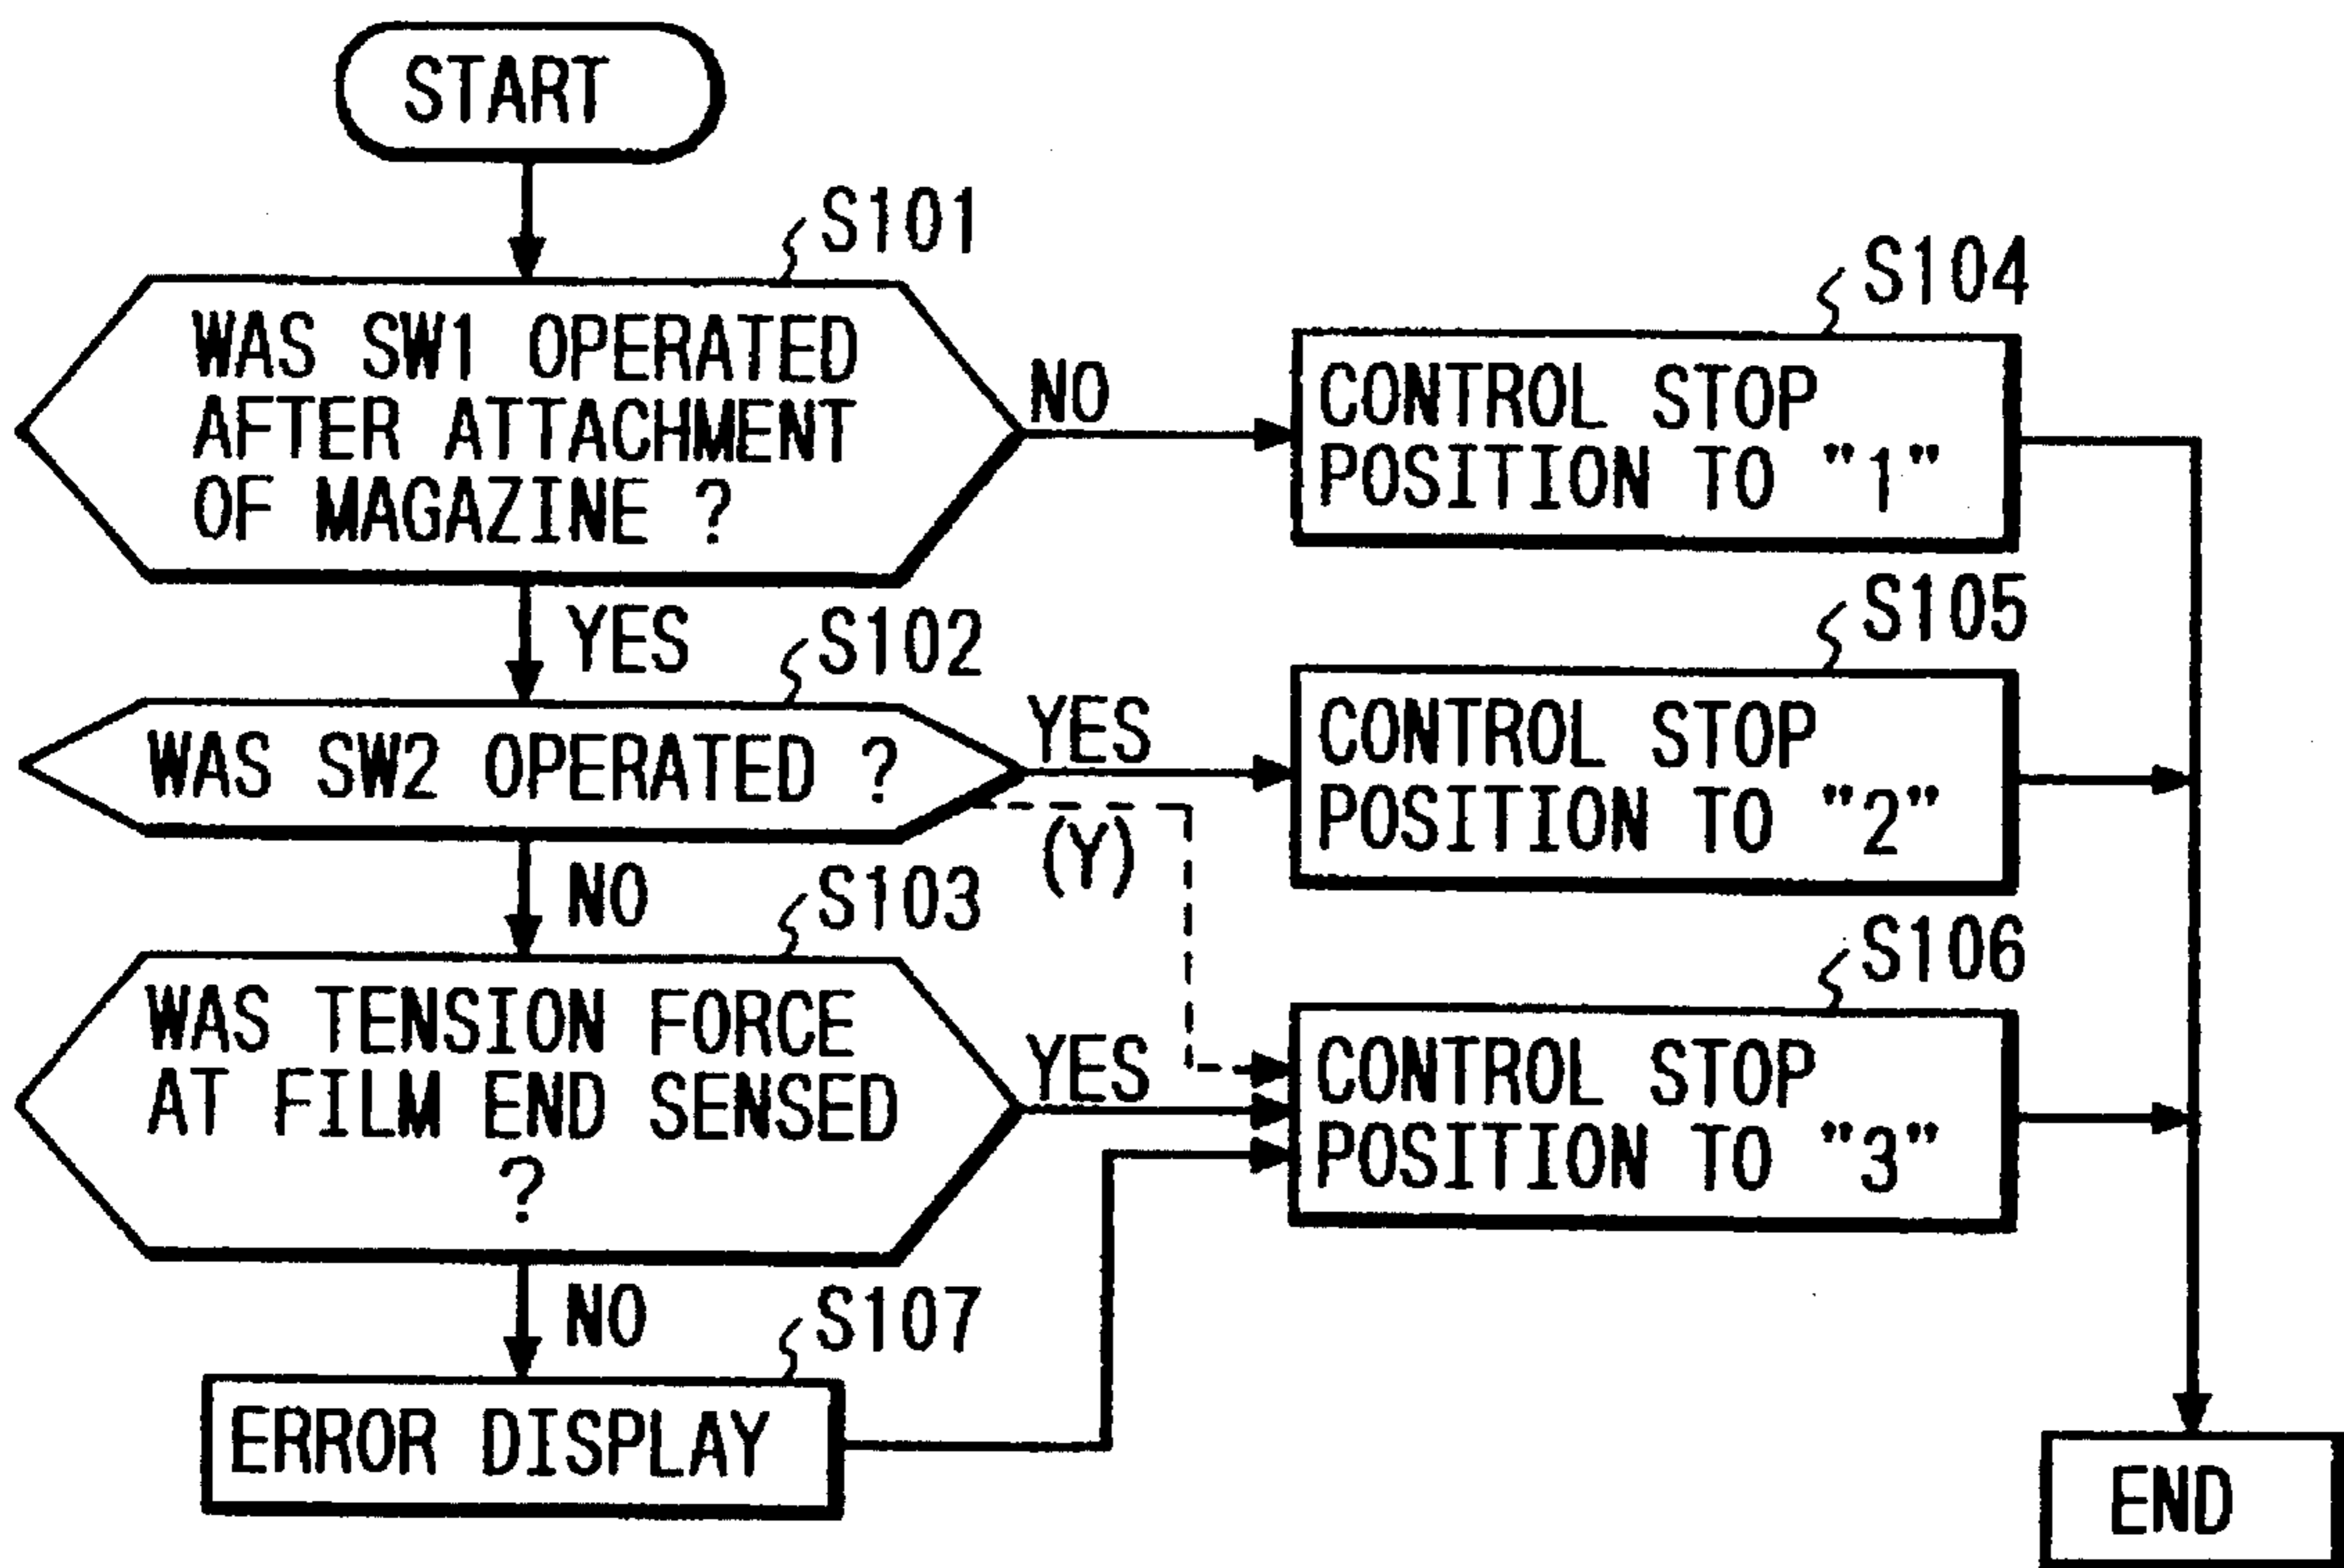 START
S101
WAS SW1 OPERATED
AFTER ATTACHMENT
OF MAGAZINE ?
NO
S104
CONTROL STOP
POSITION TO "1"
YES
S102
WAS SW2 OPERATED ?
YES
(Y)
S105
CONTROL STOP
POSITION TO "2"
NO
S103
WAS TENSION FORCE
AT FILM END SENSED
?
YES
S106
CONTROL STOP
POSITION TO "3"
NO
S107
ERROR DISPLAY
END